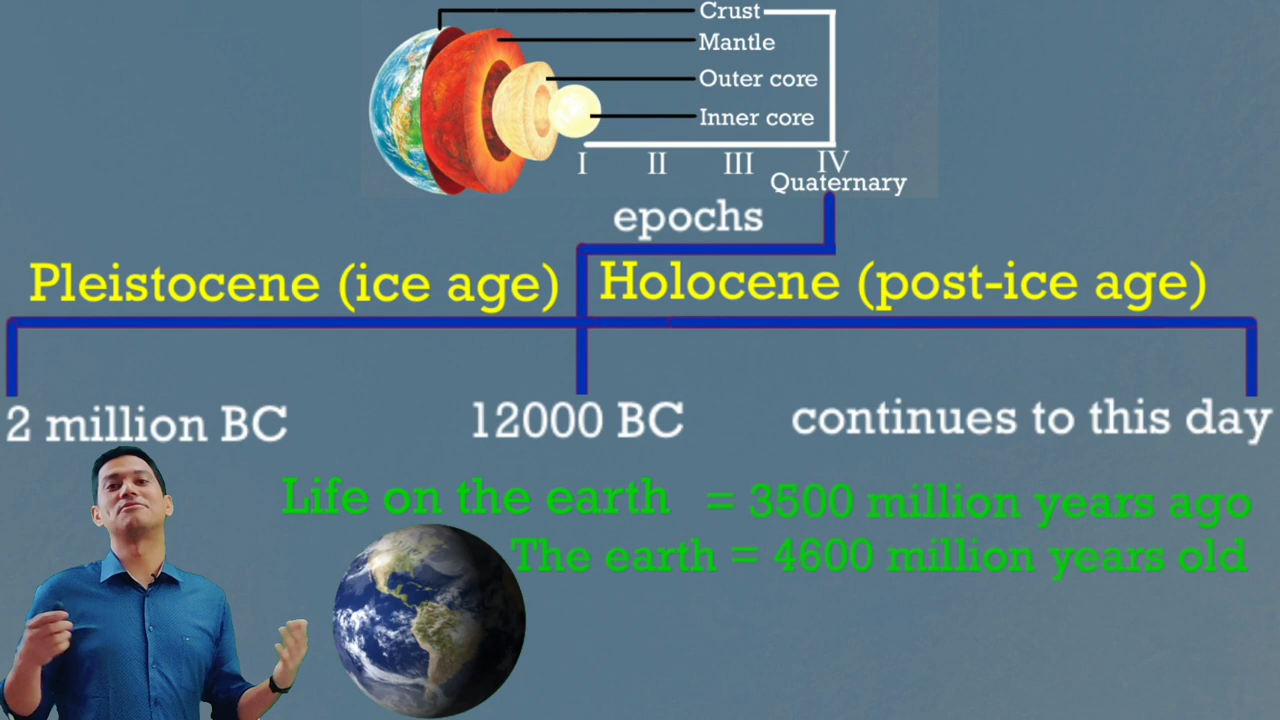 Crust
Mantle
Outer core
Inner core
I II III IV
Quaternary
epochs
Pleistocene (ice age) Holocene (post-ice age)
2 million BC 12000 BC continues to this day
Life on the earth = 3500 million years ago
The earth = 4600 million years old